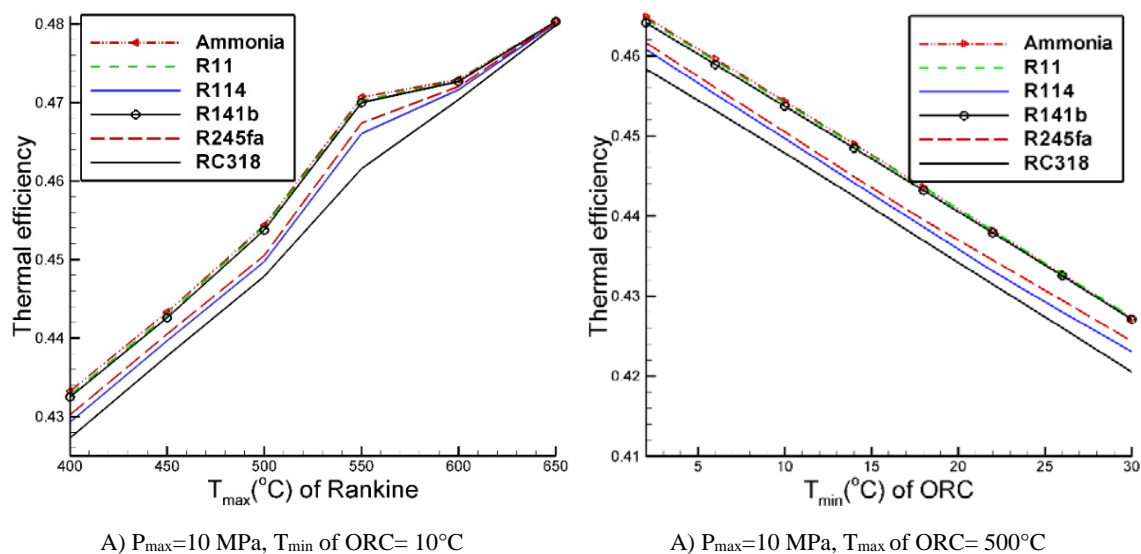 0.48
0.47
0.46
0.45
0.44
0.43
Thermal efficiency
Ammonia
R11
R114
R141b
R245fa
RC318
400 450 500 550 600 650
Tmax(°C) of Rankine
A) Pmax=10 MPa, Tmin of ORC= 10°C
0.46
0.45
0.44
0.43
0.42
0.41
Thermal efficiency
Ammonia
R11
R114
R141b
R245fa
RC318
5 10 15 20 25 30
Tmin(°C) of ORC
A) Pmax=10 MPa, Tmax of ORC= 500°C